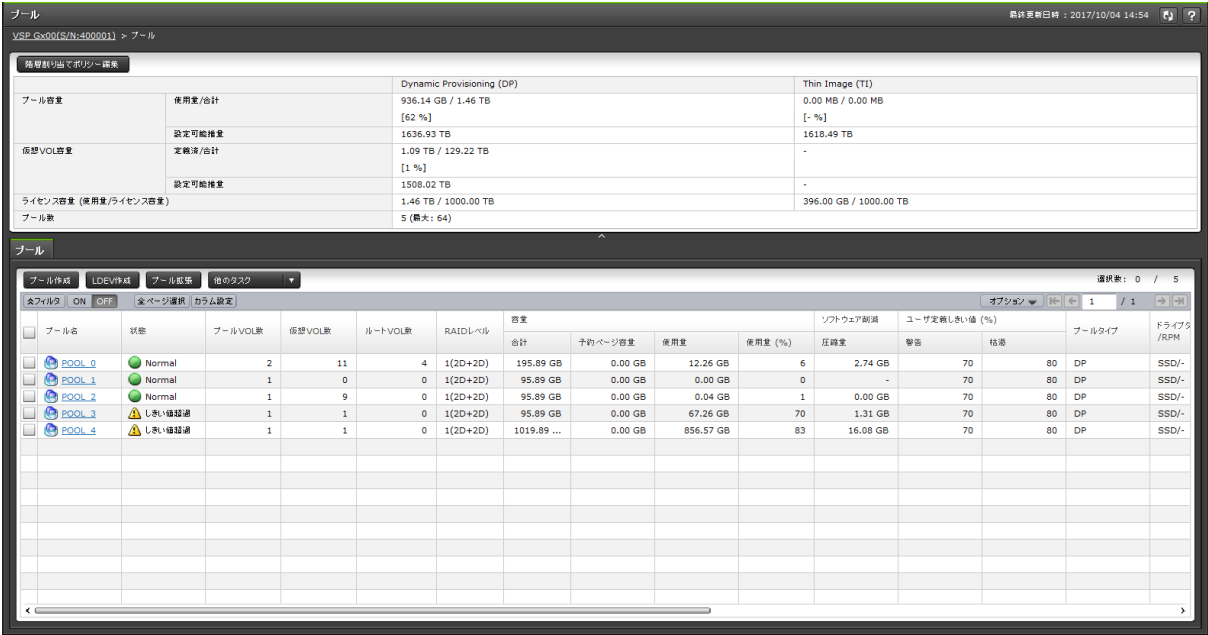 プール
最終更新日時 : 2017/10/04 14:54
?
VSP Gx00(S/N:400001) > プール
階層割り当てポリシー編集
Dynamic Provisioning (DP) Thin Image (TI)
プール容量 使用量/合計 936.14 GB / 1.46 TB 0.00 MB / 0.00 MB
[62 %] [- %]
設定可能推量 1636.93 TB 1618.49 TB
仮想VOL容量 定義済/合計 1.09 TB / 129.22 TB -
[1 %]
設定可能推量 1508.02 TB -
ライセンス容量 (使用量/ライセンス容量) 1.46 TB / 1000.00 TB 396.00 GB / 1000.00 TB
プール数 5 (最大: 64)
プール
プール作成 LDEV作成 プール拡張 他のタスク 選択数: 0 / 5
全フィルタ ON OFF 全ページ選択 カラム設定 オプション 1 / 1
プール名 状態 プールVOL数 仮想VOL数 ルートVOL数 RAIDレベル 容量 ソフトウェア削減 ユーザ定義しきい値 (%) プールタイプ ドライブタ
/RPM
合計 予約ページ容量 使用量 使用量 (%) 圧縮量 警告 枯渇
POOL_0 Normal 2 11 4 1(2D+2D) 195.89 GB 0.00 GB 12.26 GB 6 2.74 GB 70 80 DP SSD/-
POOL_1 Normal 1 0 0 1(2D+2D) 95.89 GB 0.00 GB 0.00 GB 0 - 70 80 DP SSD/-
POOL_2 Normal 1 9 0 1(2D+2D) 95.89 GB 0.00 GB 0.04 GB 1 0.00 GB 70 80 DP SSD/-
POOL_3 しきい値超過 1 1 0 1(2D+2D) 95.89 GB 0.00 GB 67.26 GB 70 1.31 GB 70 80 DP SSD/-
POOL_4 しきい値超過 1 1 0 1(2D+2D) 1019.89 ... 0.00 GB 856.57 GB 83 16.08 GB 70 80 DP SSD/-